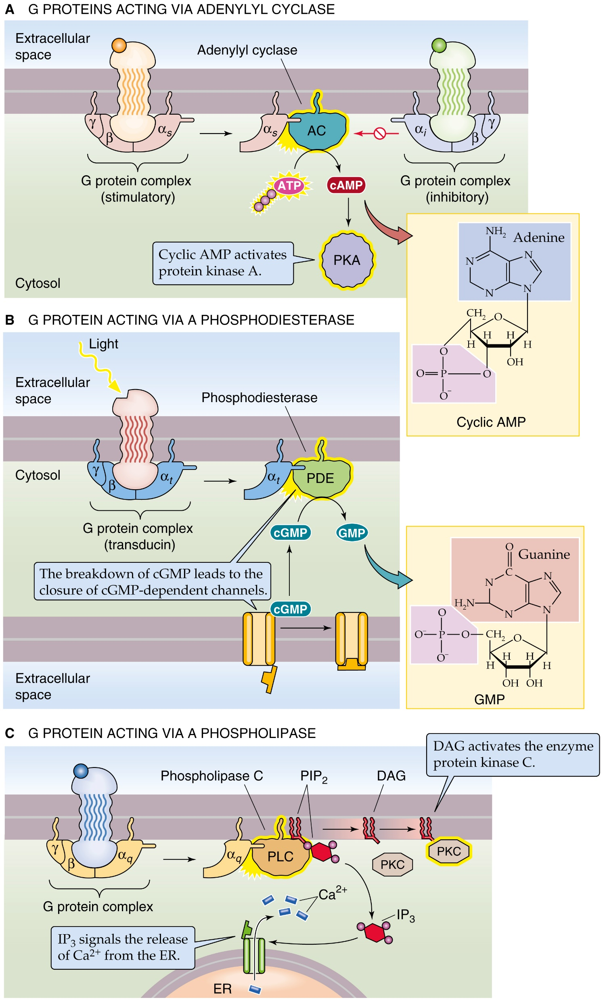 A G PROTEINS ACTING VIA ADENYLYL CYCLASE
Extracellular
space
Adenylyl cyclase
γ
β
αs
αs
AC
αi
β
γ
G protein complex
(stimulatory)
ATP
cAMP
G protein complex
(inhibitory)
Cyclic AMP activates
protein kinase A.
PKA
Cytosol
NH2
Adenine
N
N
N
N
CH2
O
H
H
H
H
OH
O
O
P
O
O−
Cyclic AMP
B G PROTEIN ACTING VIA A PHOSPHODIESTERASE
Light
Extracellular
space
Phosphodiesterase
Cytosol
γ
β
αt
αt
PDE
G protein complex
(transducin)
cGMP
GMP
The breakdown of cGMP leads to the
closure of cGMP-dependent channels.
cGMP
Extracellular
space
O
Guanine
C
N
N
H2N
N
N
O
O−
P
O
CH2
O
O−
H
H
H
H
OH
OH
GMP
C G PROTEIN ACTING VIA A PHOSPHOLIPASE
DAG activates the enzyme
protein kinase C.
Phospholipase C
PIP2
DAG
γ
β
αq
αq
PLC
PKC
PKC
G protein complex
Ca2+
IP3
IP3 signals the release
of Ca2+ from the ER.
ER